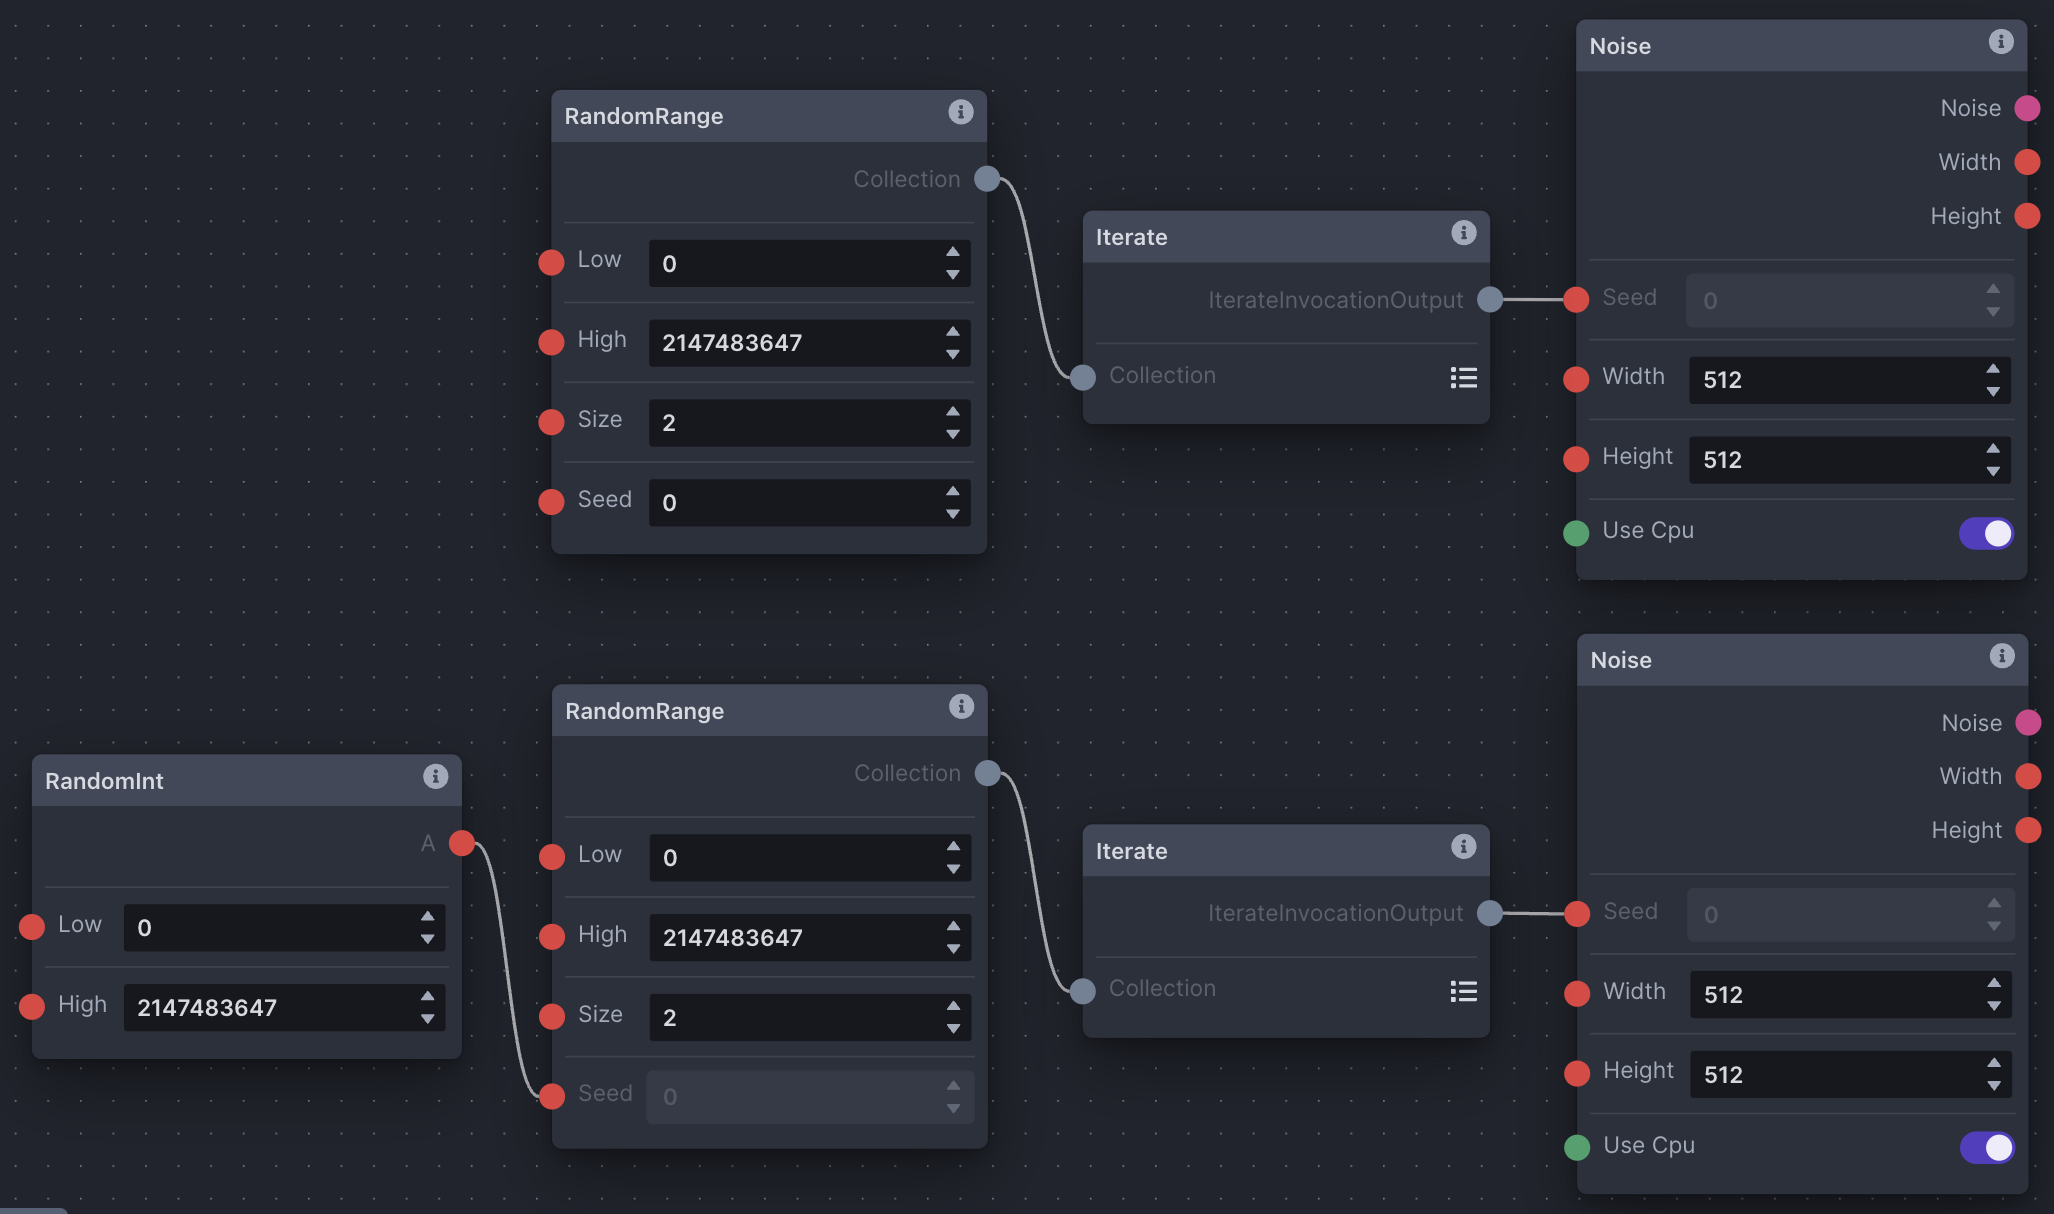 RandomRange
Collection
Low 0
High 2147483647
Size 2
Seed 0
Iterate
IterateInvocationOutput
Collection
Noise
Noise
Width
Height
Seed 0
Width 512
Height 512
Use Cpu
RandomInt
A
Low 0
High 2147483647
RandomRange
Collection
Low 0
High 2147483647
Size 2
Seed 0
Iterate
IterateInvocationOutput
Collection
Noise
Noise
Width
Height
Seed 0
Width 512
Height 512
Use Cpu